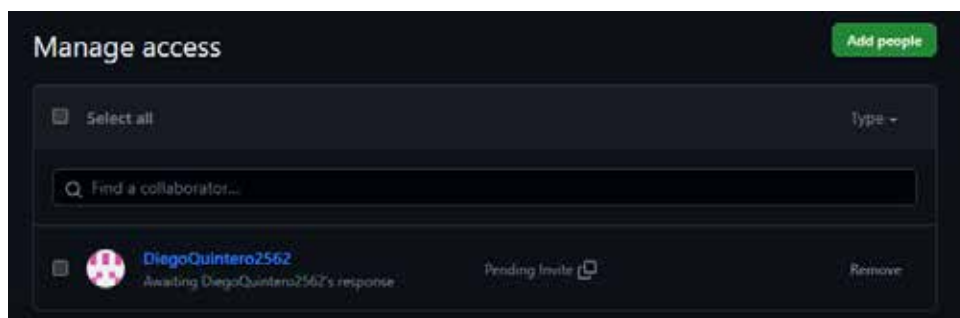 Manage access
Add people
Select all
Type
Find a collaborator...
DiegoQuintero2562
Awaiting DiegoQuintero2562's response
Pending Invite
Remove